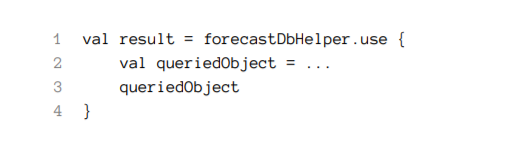 1 val result = forecastDbHelper.use {
2     val queriedObject = ...
3     queriedObject
4 }